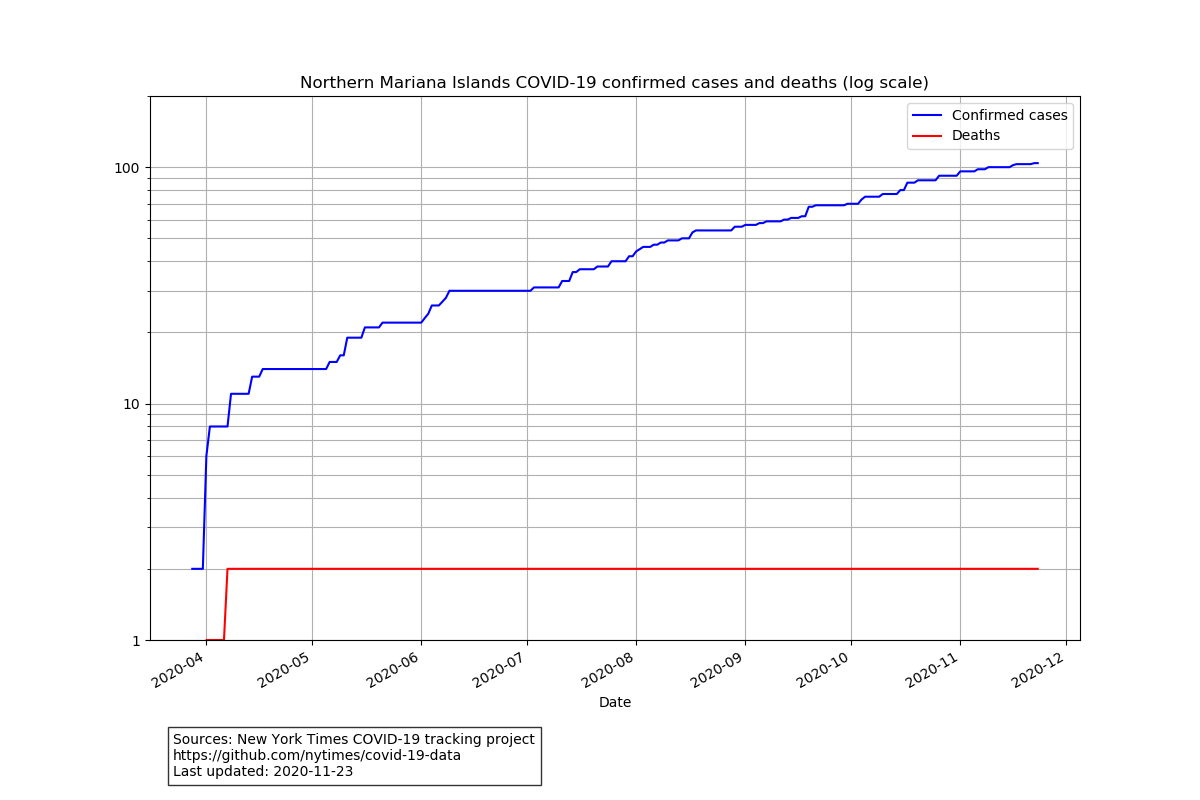 Northern Mariana Islands COVID-19 confirmed cases and deaths (log scale)
Confirmed cases
Deaths
100
10
1
2020-04 2020-05 2020-06 2020-07 2020-08 2020-09 2020-10 2020-11 2020-12
Date
Sources: New York Times COVID-19 tracking project
https://github.com/nytimes/covid-19-data
Last updated: 2020-11-23